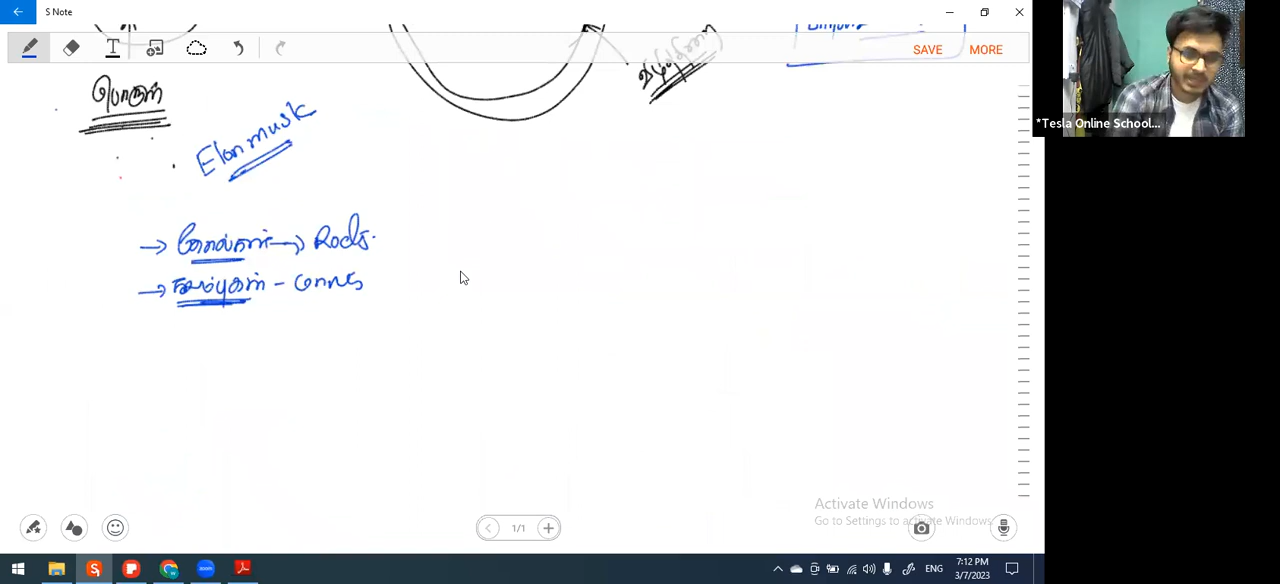 S Note
SAVE MORE
விழித்திரை
பொருள்
*Tesla Online School...
Elon musk
→ கோல்கள் → Rods.
→ கூம்புகள் - cones
Activate Windows
Go to Settings to activate Windows.
1/1
ENG
7:12 PM
3/7/2023